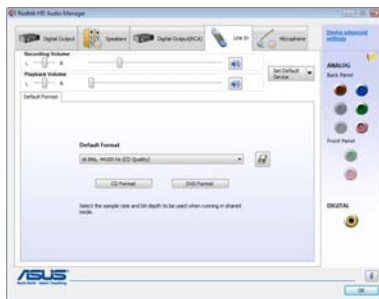 Realtek HD Audio Manager
Digital Output
Speakers
Digital Output(RCA)
Line In
Microphone
Device advanced settings
Recording Volume
L
R
Playback Volume
L
R
Set Default Device
ANALOG
Back Panel
Default Format
Default Format
16 Bits, 44100 Hz (CD Quality)
CD Format
DVD Format
Select the sample rate and bit depth to be used when running in shared mode.
Front Panel
DIGITAL
ASUS
OK